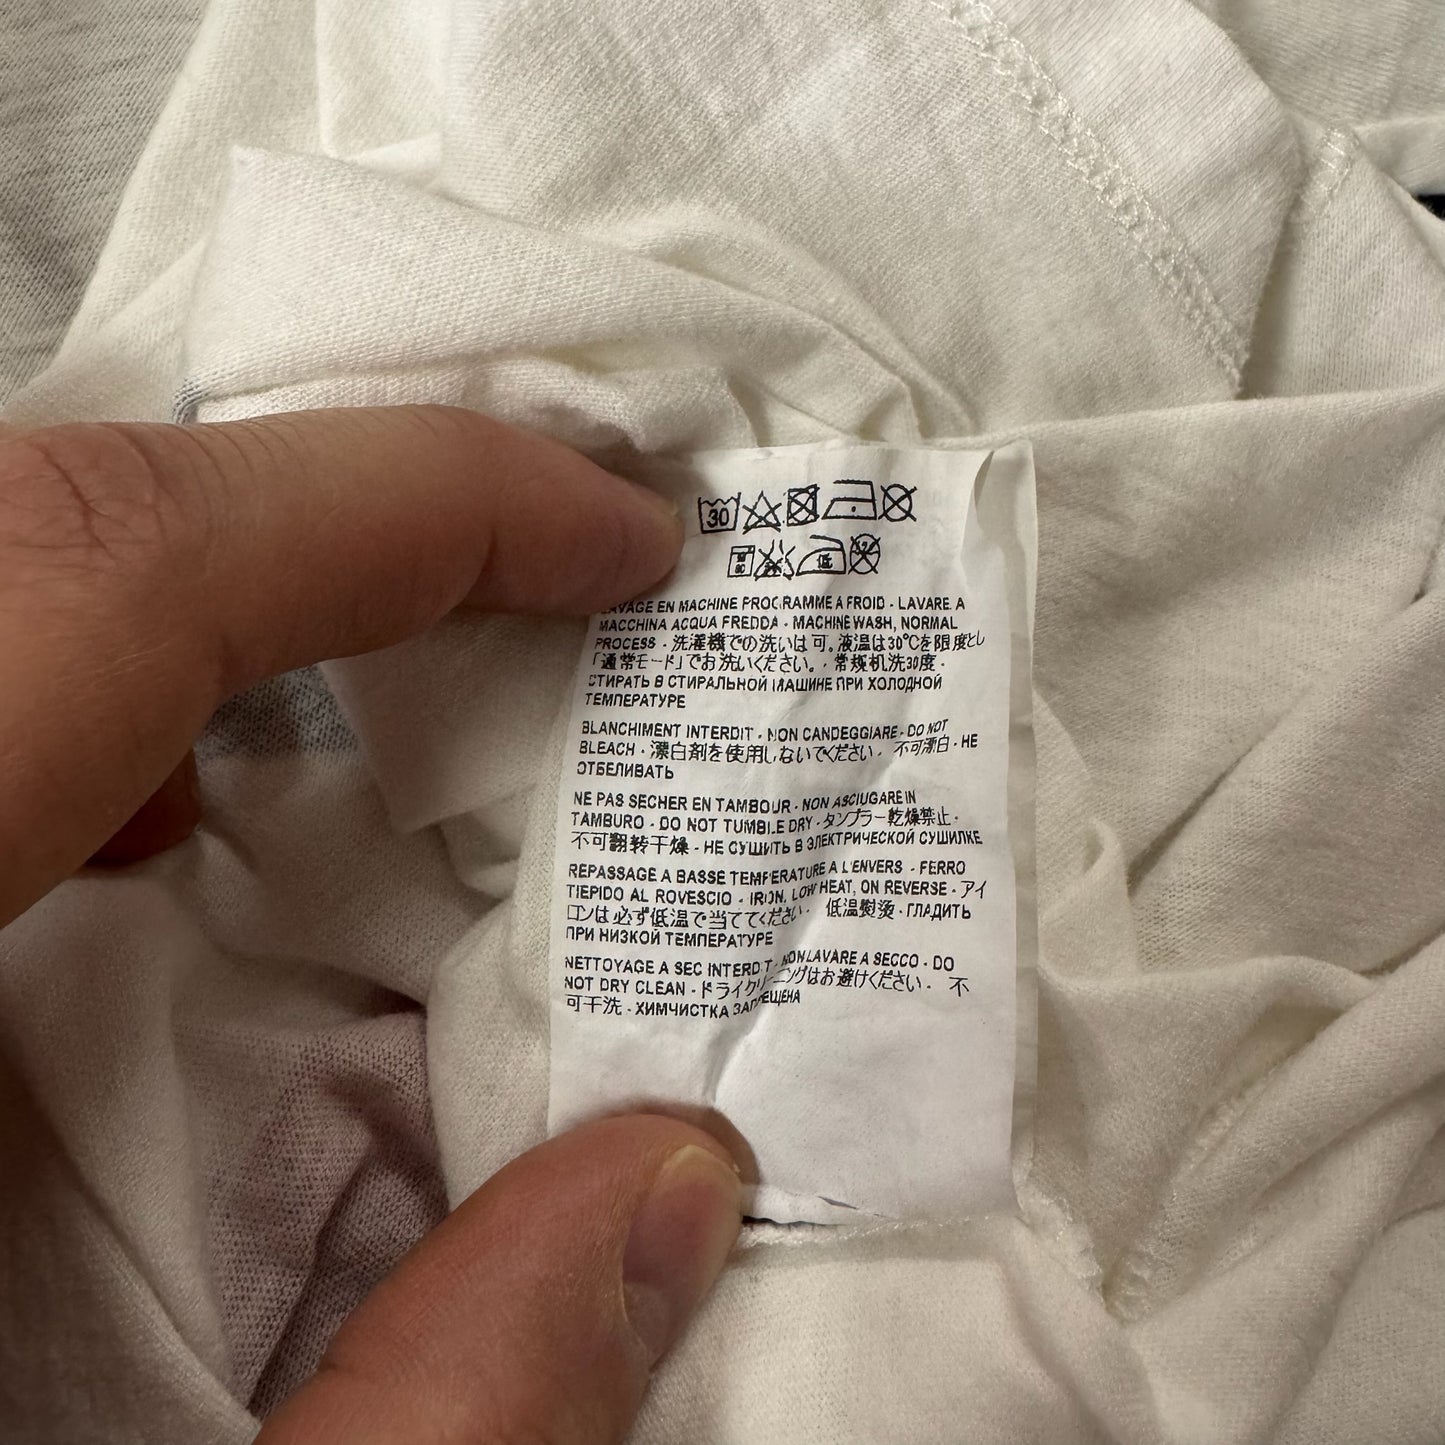 30
低
LAVAGE EN MACHINE PROGRAMME A FROID - LAVARE A
MACCHINA ACQUA FREDDA - MACHINE WASH, NORMAL
PROCESS - 洗濯機での洗いは可。液温は30℃を限度とし
「通常モード」でお洗いください。- 常规机洗30度 -
СТИРАТЬ В СТИРАЛЬНОЙ МАШИНЕ ПРИ ХОЛОДНОЙ
ТЕМПЕРАТУРЕ
BLANCHIMENT INTERDIT - NON CANDEGGIARE - DO NOT
BLEACH - 漂白剤を使用しないでください - 不可漂白 - НЕ
ОТБЕЛИВАТЬ
NE PAS SECHER EN TAMBOUR - NON ASCIUGARE IN
TAMBURO - DO NOT TUMBLE DRY - タンブラー乾燥禁止 -
不可翻转干燥 - НЕ СУШИТЬ В ЭЛЕКТРИЧЕСКОЙ СУШИЛКЕ
REPASSAGE A BASSE TEMPERATURE A L'ENVERS - FERRO
TIEPIDO AL ROVESCIO - IRON, LOW HEAT, ON REVERSE - アイ
ロンは必ず低温で当ててください - 低温熨烫 - ГЛАДИТЬ
ПРИ НИЗКОЙ ТЕМПЕРАТУРЕ
NETTOYAGE A SEC INTERDIT - NON LAVARE A SECCO - DO
NOT DRY CLEAN - ドライクリーニングはお避けください - 不
可干洗 - ХИМЧИСТКА ЗАПРЕЩЕНА